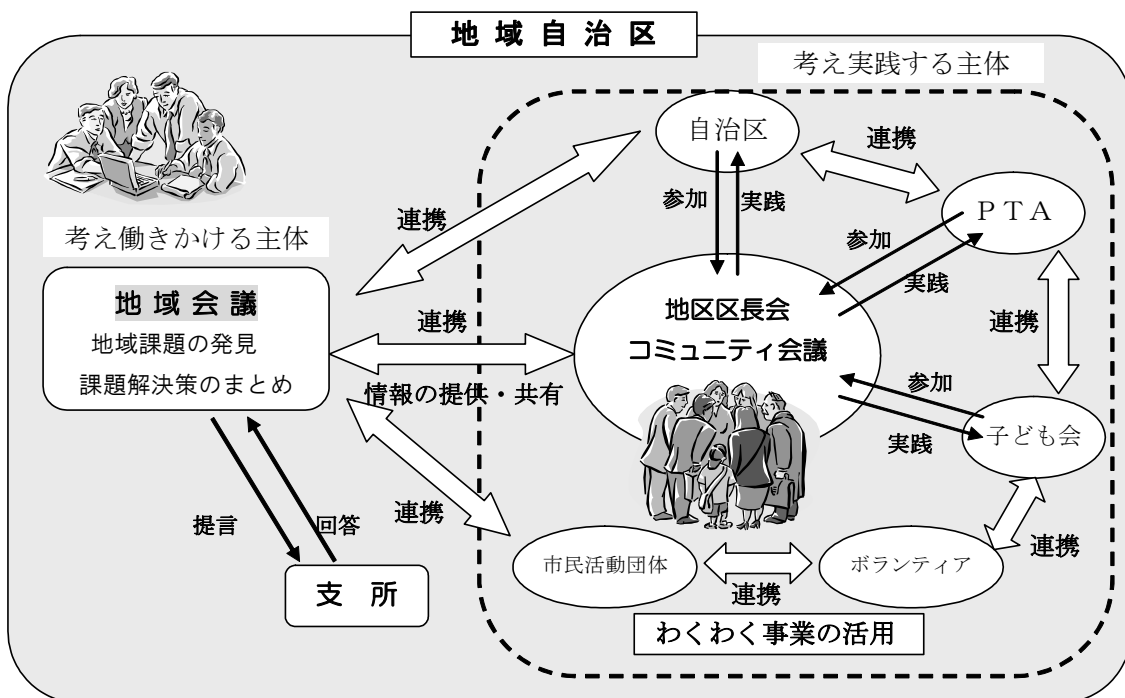 地域自治区
考え実践する主体
自治区
連携
参加
実践
PTA
連携
参加
実践
考え働きかける主体
地域会議
地域課題の発見
課題解決策のまとめ
連携
情報の提供・共有
地区区長会
コミュニティ会議
連携
参加
実践
子ども会
提言
回答
連携
支所
市民活動団体
連携
ボランティア
連携
わくわく事業の活用